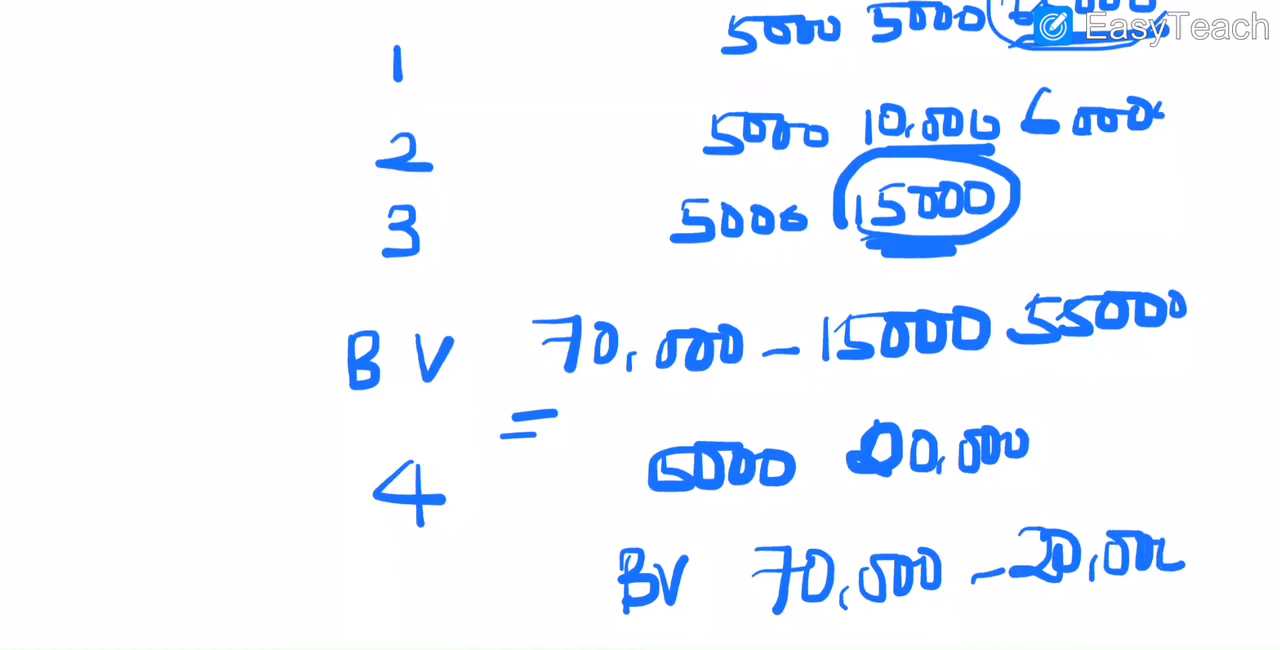 EasyTeach
1 5000 5000
2 5000 10,000 6000
3 5000 15000
BV = 70,000 - 15000 55000
4 5000 20,000
BV 70,000 - 20,000